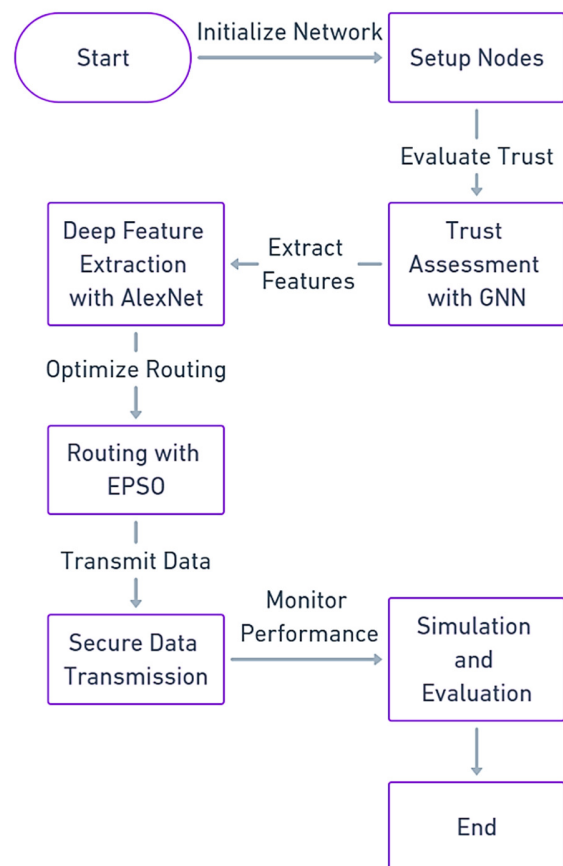 Start
Initialize Network
Setup Nodes
Evaluate Trust
Trust
Assessment
with GNN
Extract
Features
Deep Feature
Extraction
with AlexNet
Optimize Routing
Routing with
EPSO
Transmit Data
Secure Data
Transmission
Monitor
Performance
Simulation
and
Evaluation
End